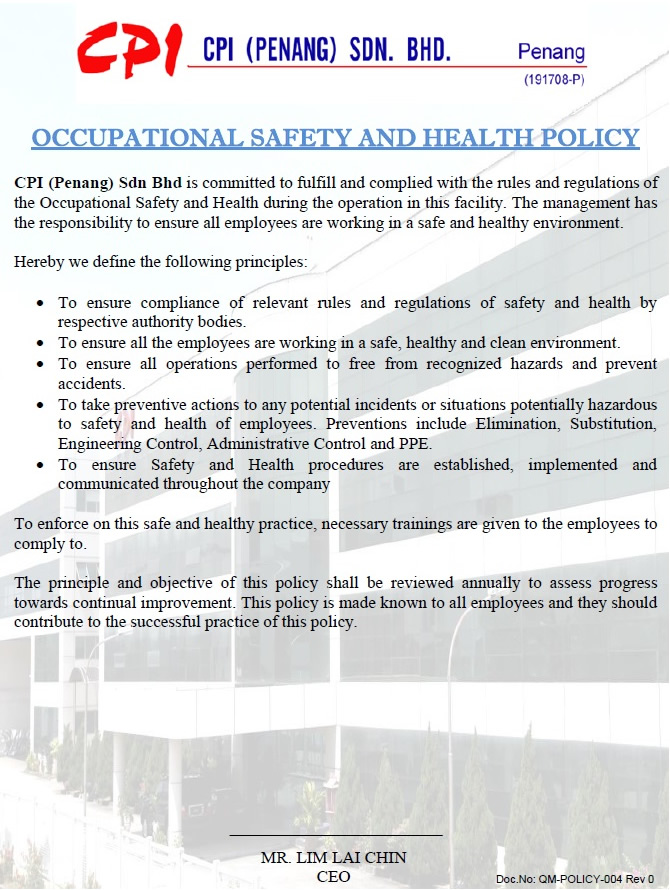 CPI CPI (PENANG) SDN. BHD. Penang
(191708-P)
OCCUPATIONAL SAFETY AND HEALTH POLICY
CPI (Penang) Sdn Bhd is committed to fulfill and complied with the rules and regulations of
the Occupational Safety and Health during the operation in this facility. The management has
the responsibility to ensure all employees are working in a safe and healthy environment.
Hereby we define the following principles:
• To ensure compliance of relevant rules and regulations of safety and health by
respective authority bodies.
• To ensure all the employees are working in a safe, healthy and clean environment.
• To ensure all operations performed to free from recognized hazards and prevent
accidents.
• To take preventive actions to any potential incidents or situations potentially hazardous
to safety and health of employees. Preventions include Elimination, Substitution,
Engineering Control, Administrative Control and PPE.
• To ensure Safety and Health procedures are established, implemented and
communicated throughout the company
To enforce on this safe and healthy practice, necessary trainings are given to the employees to
comply to.
The principle and objective of this policy shall be reviewed annually to assess progress
towards continual improvement. This policy is made known to all employees and they should
contribute to the successful practice of this policy.
MR. LIM LAI CHIN
CEO
Doc.No: QM-POLICY-004 Rev 0